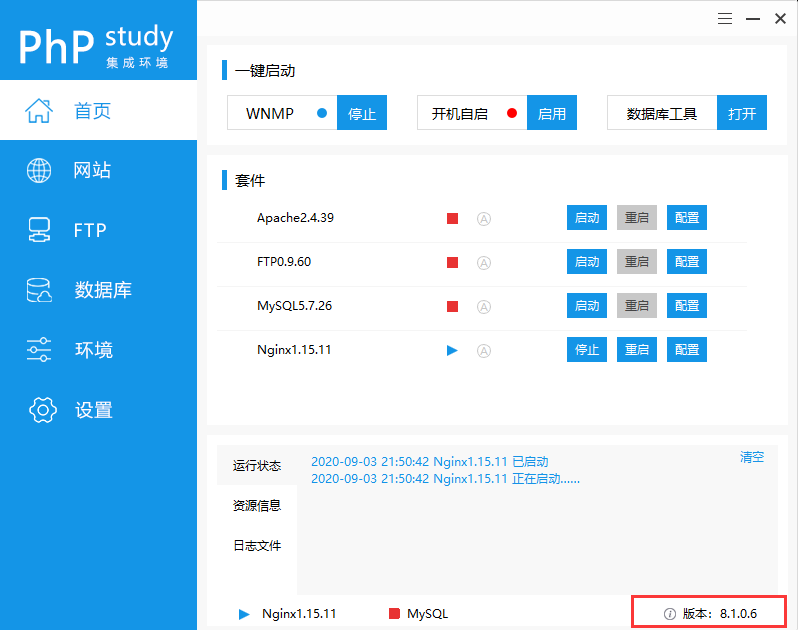 PhP study
集成环境
首页
网站
FTP
数据库
环境
设置
一键启动
WNMP 停止 开机自启 启用 数据库工具 打开
套件
Apache2.4.39 A 启动 重启 配置
FTP0.9.60 A 启动 重启 配置
MySQL5.7.26 A 启动 重启 配置
Nginx1.15.11 A 停止 重启 配置
运行状态
资源信息
日志文件
2020-09-03 21:50:42 Nginx1.15.11 已启动
2020-09-03 21:50:42 Nginx1.15.11 正在启动......
清空
Nginx1.15.11 MySQL 版本：8.1.0.6